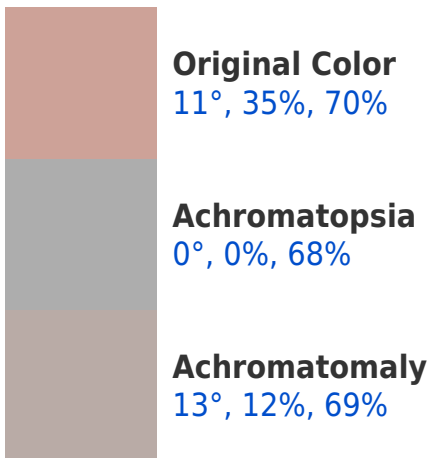 Original Color
11°, 35%, 70%
Achromatopsia
0°, 0%, 68%
Achromatomaly
13°, 12%, 69%